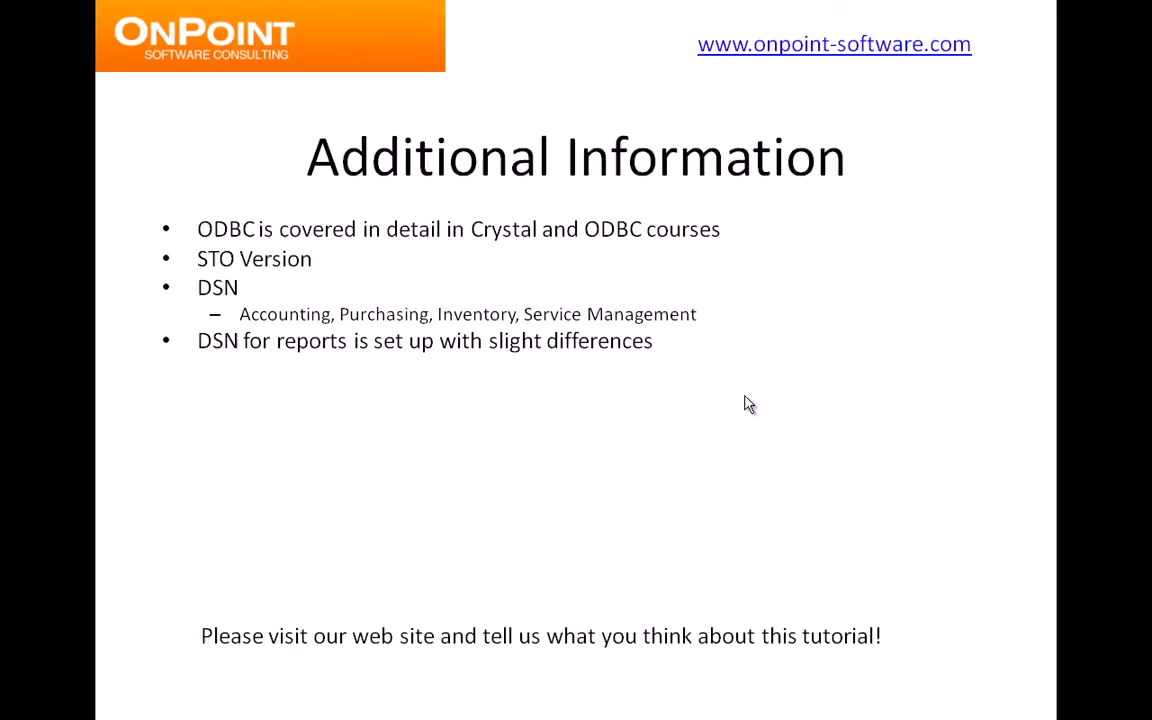 ONPOINT
SOFTWARE CONSULTING
www.onpoint-software.com
Additional Information
• ODBC is covered in detail in Crystal and ODBC courses
• STO Version
• DSN
– Accounting, Purchasing, Inventory, Service Management
• DSN for reports is set up with slight differences
Please visit our web site and tell us what you think about this tutorial!